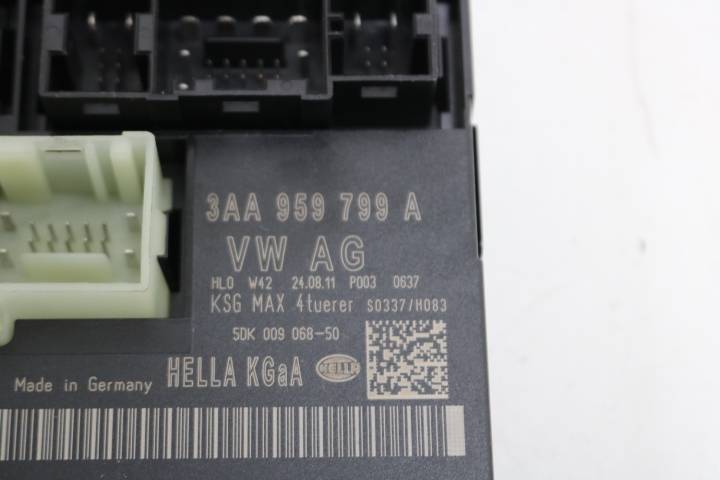 3AA 959 799 A
VW AG
HLO W42 24.08.11 P003 0637
KSG MAX 4tuerer S0337/H083
5DK 009 068-50
Made in Germany HELLA KGaA HELLA